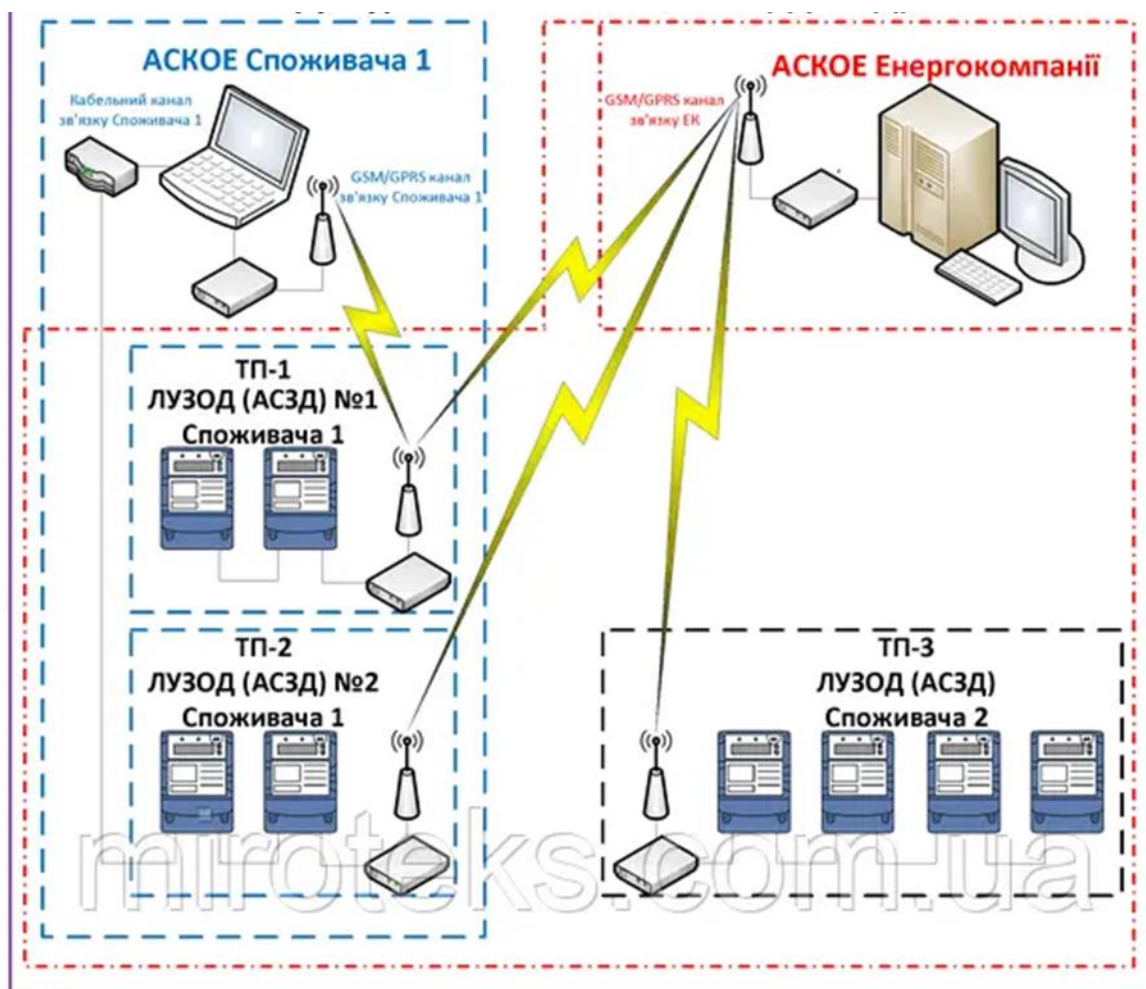 АСКОЕ Споживача 1
Кабельний канал
зв'язку Споживача 1
GSM/GPRS канал
зв'язку Споживача 1
АСКОЕ Енергокомпанії
GSM/GPRS канал
зв'язку ЕК
ТП-1
ЛУЗОД (АСЗД) №1
Споживача 1
ТП-2
ЛУЗОД (АСЗД) №2
Споживача 1
ТП-3
ЛУЗОД (АСЗД)
Споживача 2
miroteks.com.ua